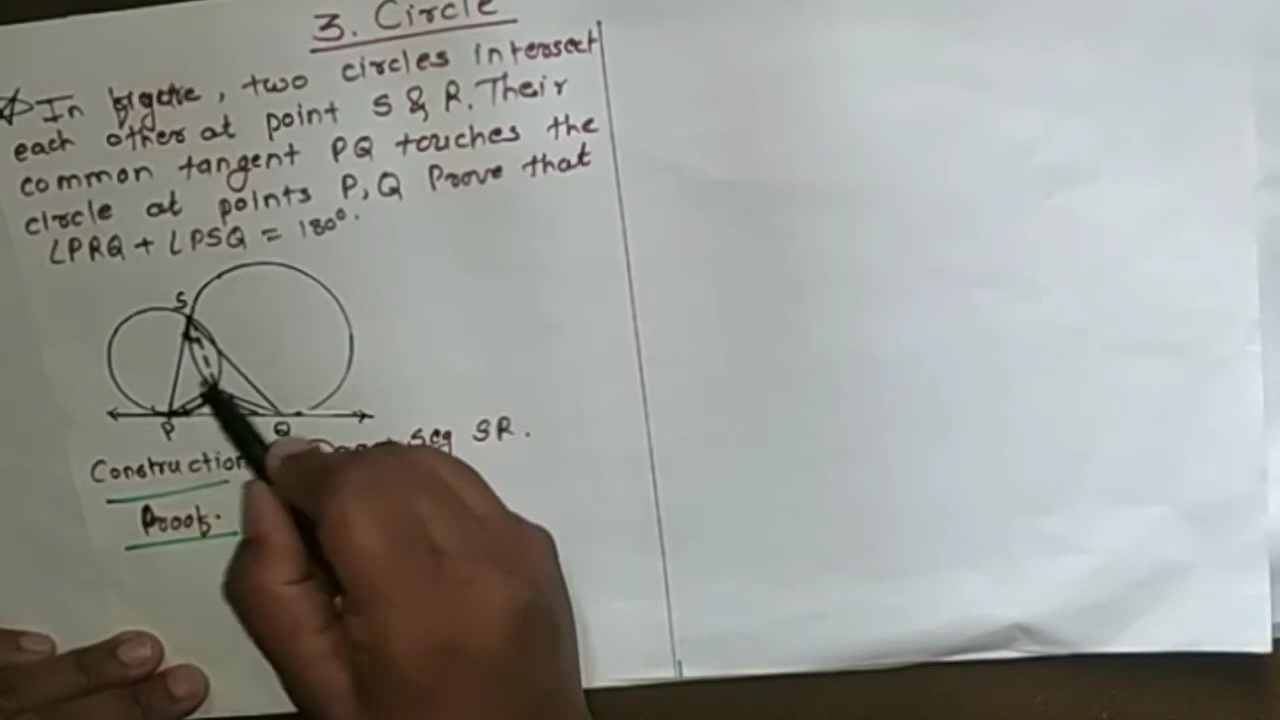 3. Circle
In figure, two circles intersect
each other at point S & R. Their
common tangent PQ touches the
circle at points P, Q Prove that
∠PRQ + ∠PSQ = 180°.
S
P Q
Construction Seg SR.
Proof.